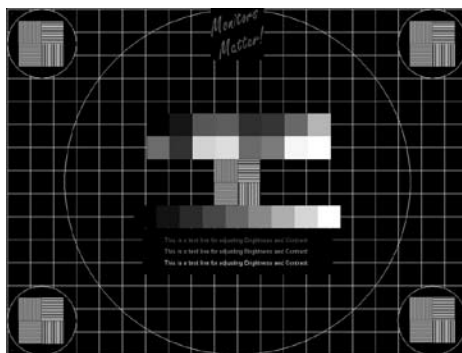 Monitors
Matter!
This is a test line for adjusting Brightness and Contrast
This is a test line for adjusting Brightness and Contrast
This is a test line for adjusting Brightness and Contrast